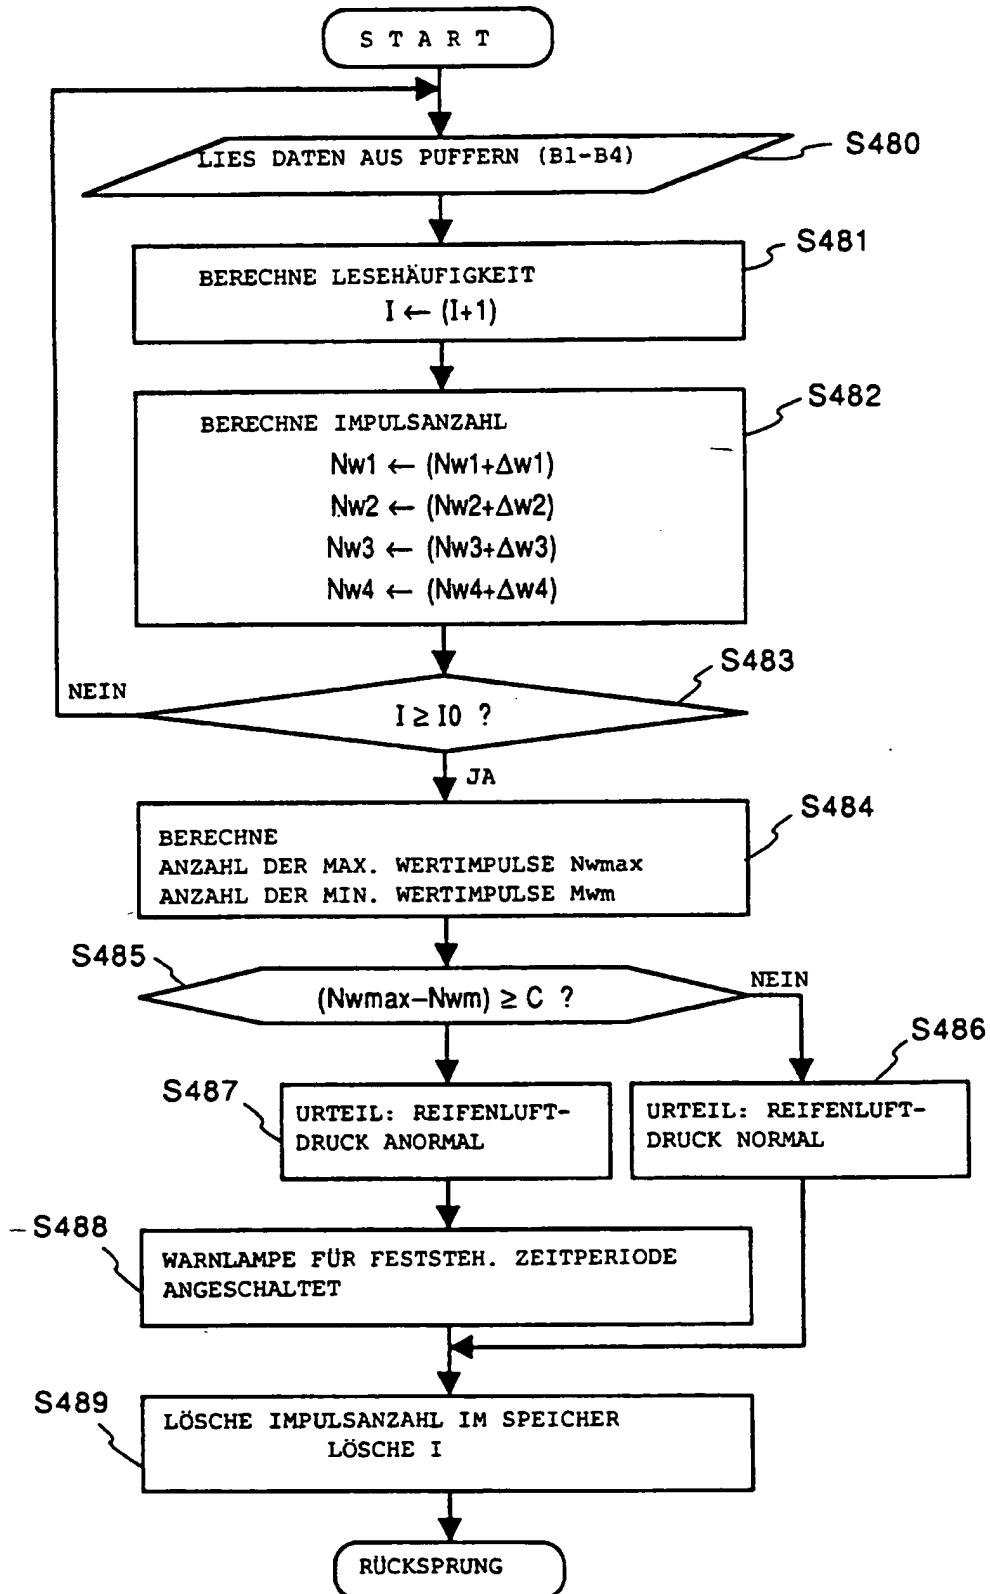 START
LIES DATEN AUS PUFFERN (B1-B4)
S480
S481
BERECHNE LESEHÄUFIGKEIT
I ← (I+1)
S482
BERECHNE IMPULSANZAHL
Nw1 ← (Nw1+Δw1)
Nw2 ← (Nw2+Δw2)
Nw3 ← (Nw3+Δw3)
Nw4 ← (Nw4+Δw4)
S483
NEIN
I ≥ I0 ?
JA
S484
BERECHNE
ANZAHL DER MAX. WERTIMPULSE Nwmax
ANZAHL DER MIN. WERTIMPULSE Mwm
S485
NEIN
(Nwmax–Nwm) ≥ C ?
S486
S487
URTEIL: REIFENLUFT-
DRUCK ANORMAL
URTEIL: REIFENLUFT-
DRUCK NORMAL
S488
WARNLAMPE FÜR FESTSTEH. ZEITPERIODE
ANGESCHALTET
S489
LÖSCHE IMPULSANZAHL IM SPEICHER
LÖSCHE I
RÜCKSPRUNG